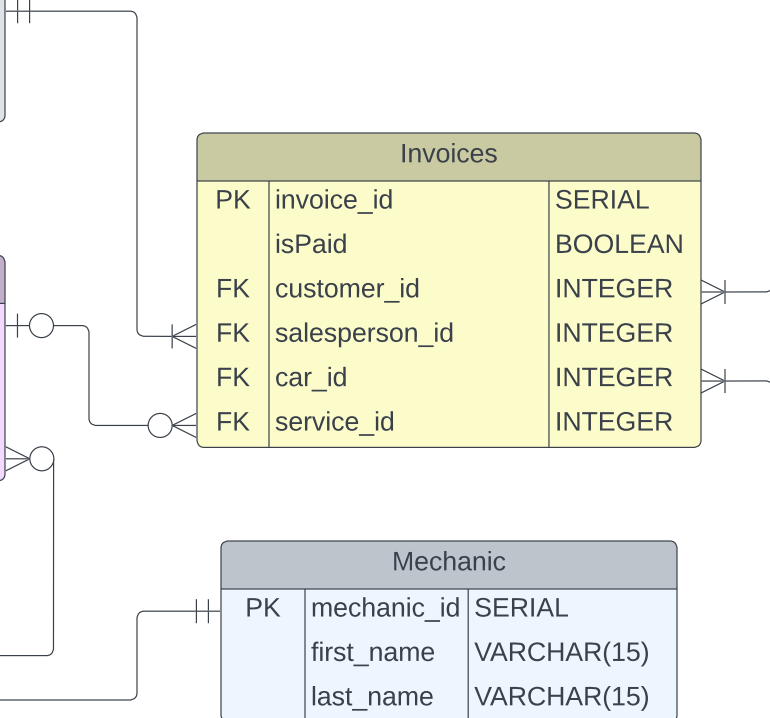 Invoices
PK invoice_id SERIAL
isPaid BOOLEAN
FK customer_id INTEGER
FK salesperson_id INTEGER
FK car_id INTEGER
FK service_id INTEGER
Mechanic
PK mechanic_id SERIAL
first_name VARCHAR(15)
last_name VARCHAR(15)